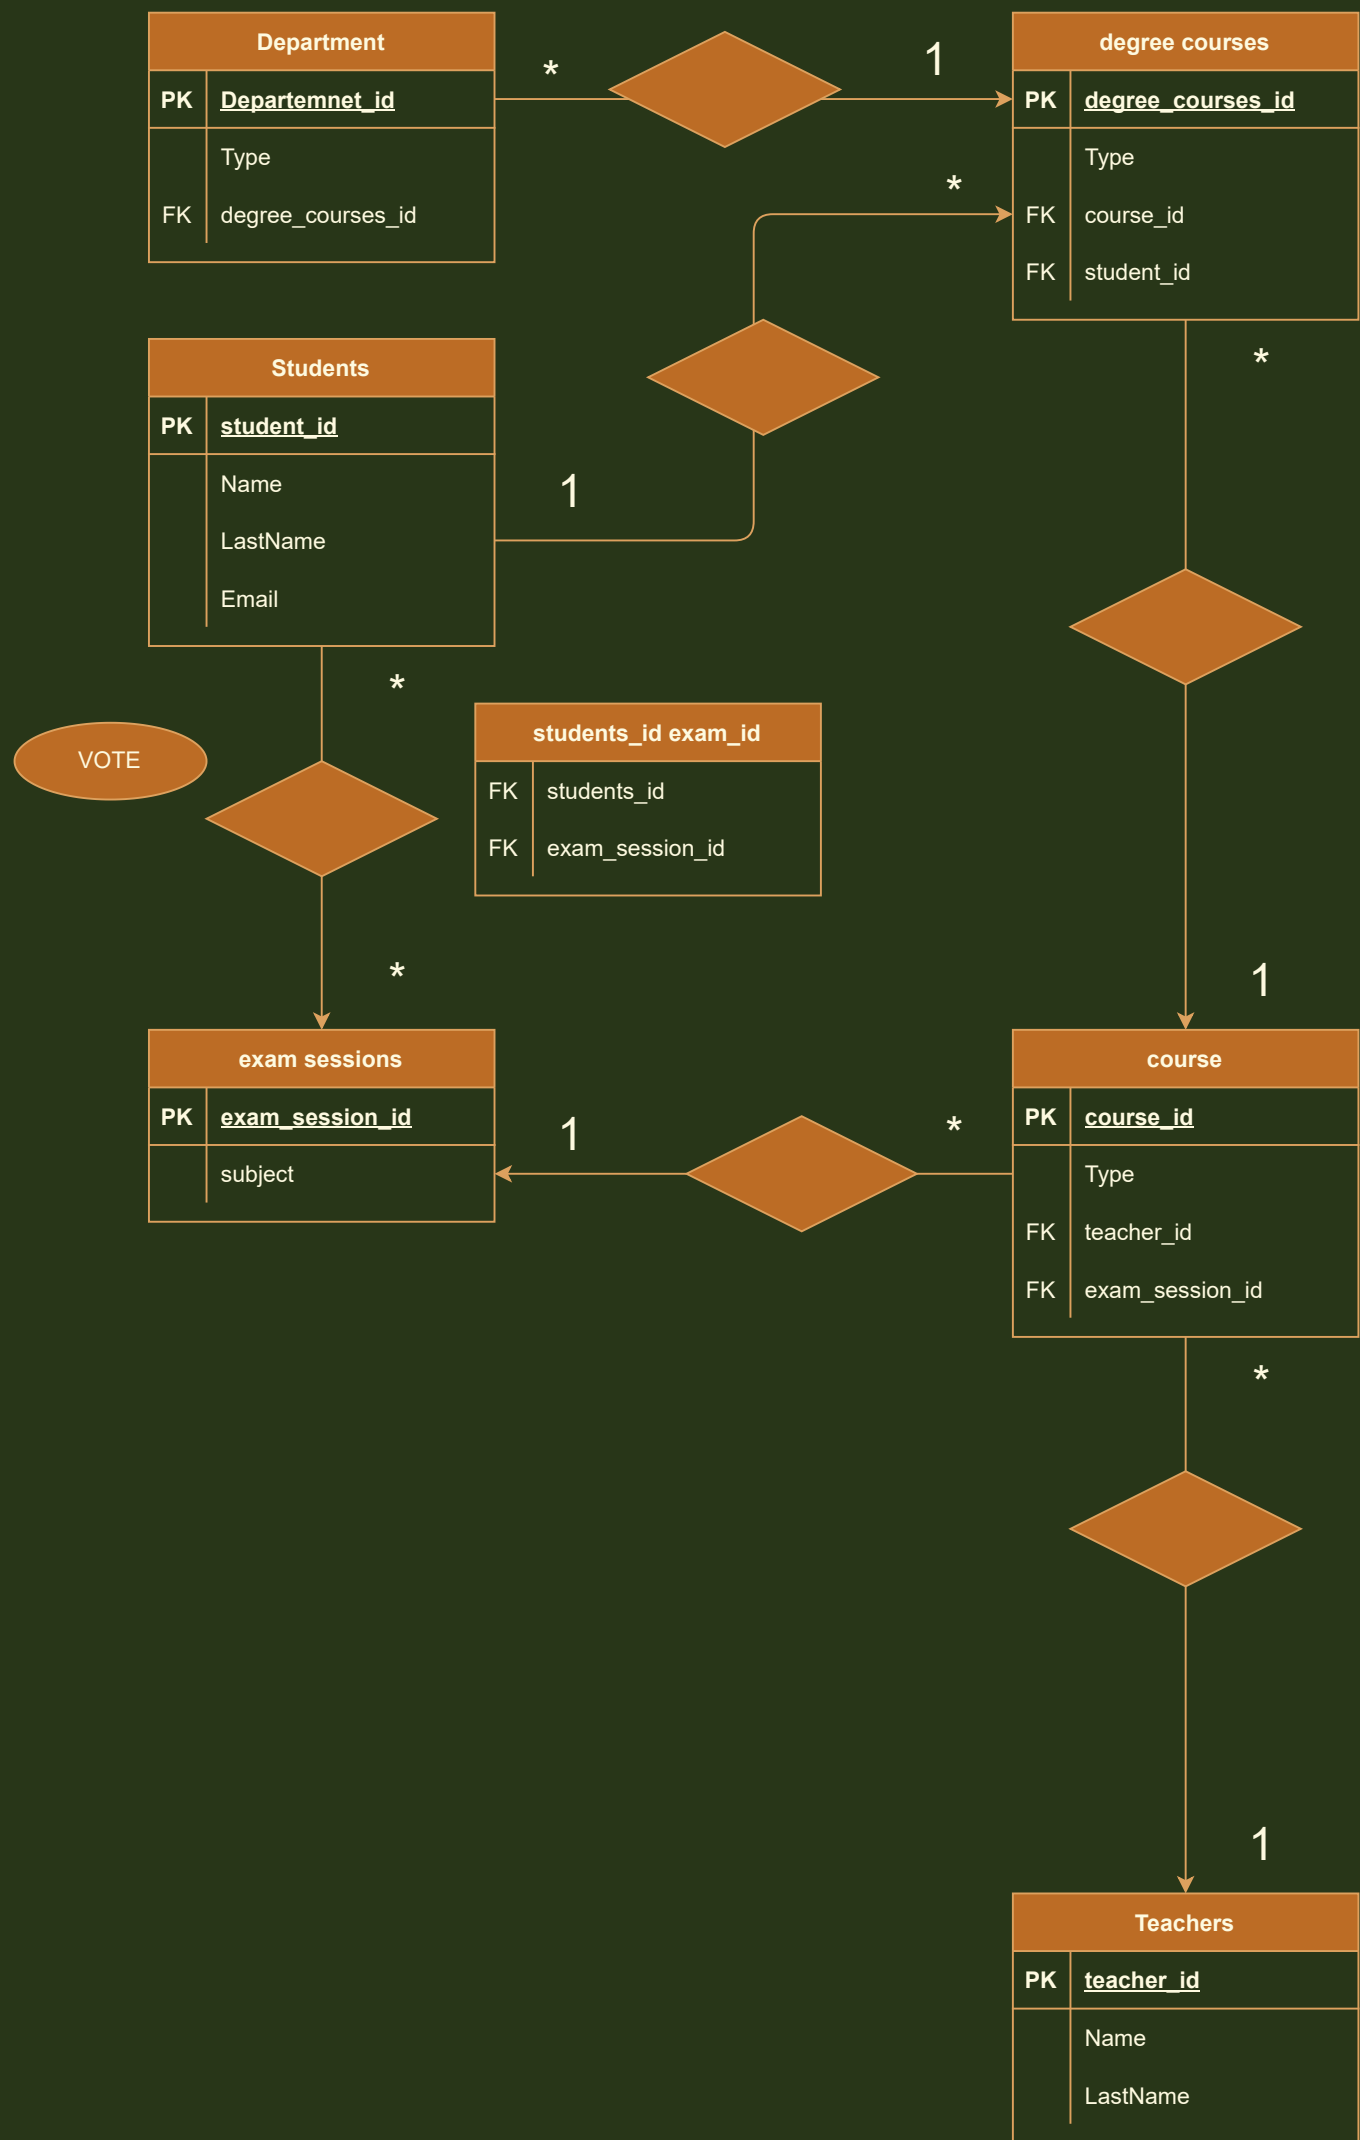 Department
PK Departemnet_id
Type
FK degree_courses_id
*
1
degree courses
PK degree_courses_id
Type
FK course_id
FK student_id
*
*
Students
PK student_id
Name
LastName
Email
1
*
VOTE
students_id exam_id
FK students_id
FK exam_session_id
*
1
exam sessions
PK exam_session_id
subject
1
*
course
PK course_id
Type
FK teacher_id
FK exam_session_id
*
1
Teachers
PK teacher_id
Name
LastName